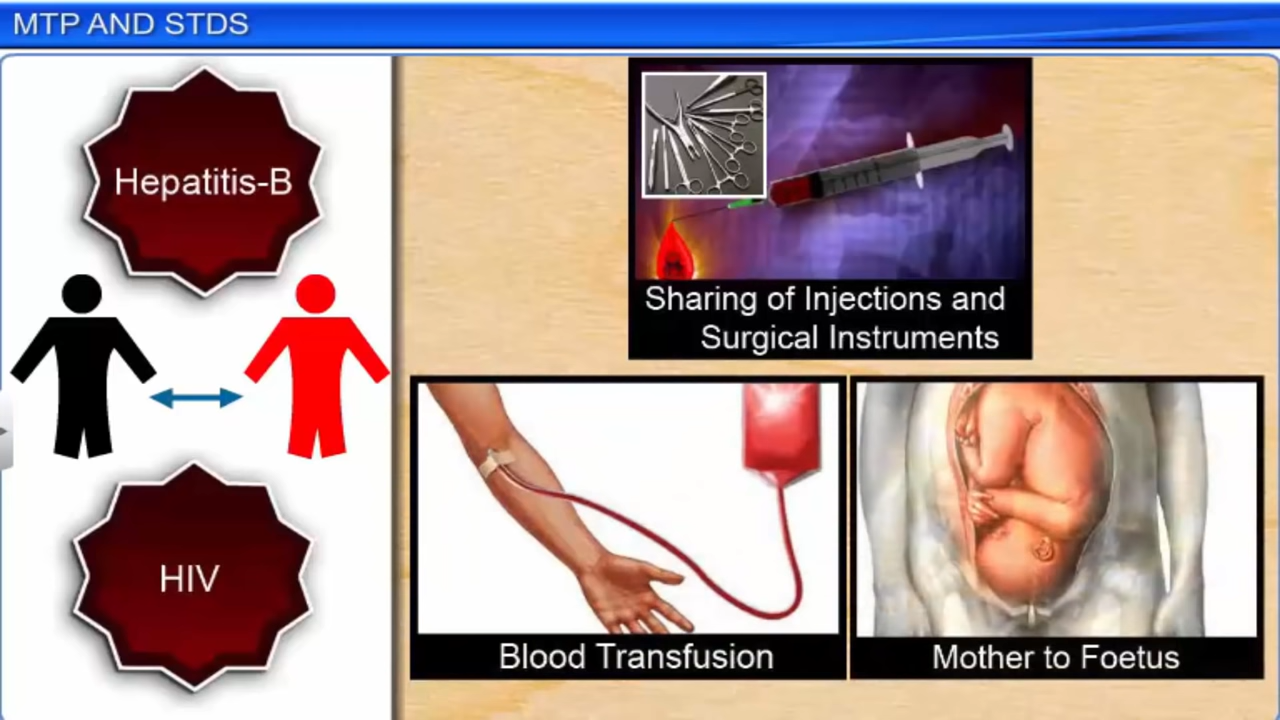 MTP AND STDS
Hepatitis-B
HIV
Sharing of Injections and
Surgical Instruments
Blood Transfusion
Mother to Foetus